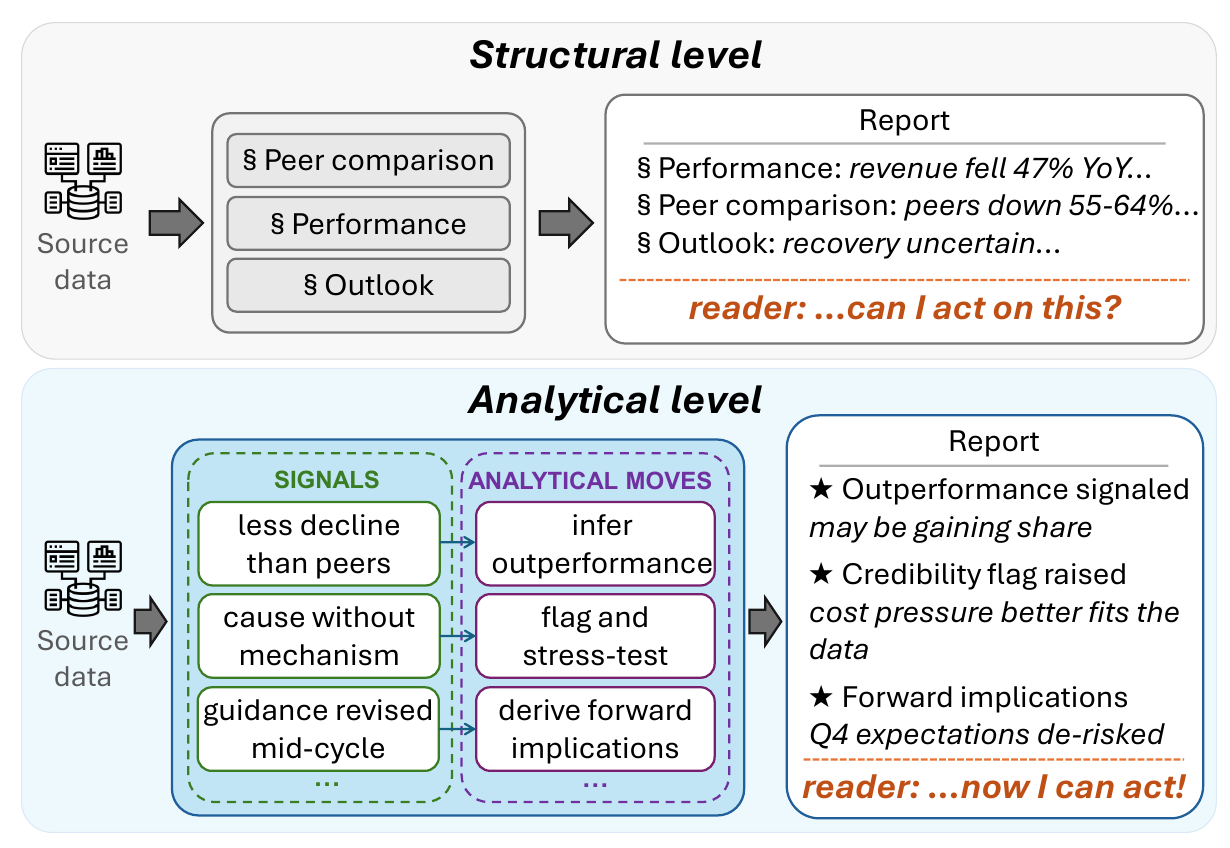 Structural level
Source
data
§ Peer comparison
§ Performance
§ Outlook
Report
§ Performance: revenue fell 47% YoY...
§ Peer comparison: peers down 55-64%...
§ Outlook: recovery uncertain...
reader: ...can I act on this?
Analytical level
Source
data
SIGNALS
less decline
than peers
cause without
mechanism
guidance revised
mid-cycle
...
ANALYTICAL MOVES
infer
outperformance
flag and
stress-test
derive forward
implications
...
Report
★ Outperformance signaled
may be gaining share
★ Credibility flag raised
cost pressure better fits the
data
★ Forward implications
Q4 expectations de-risked
reader: ...now I can act!